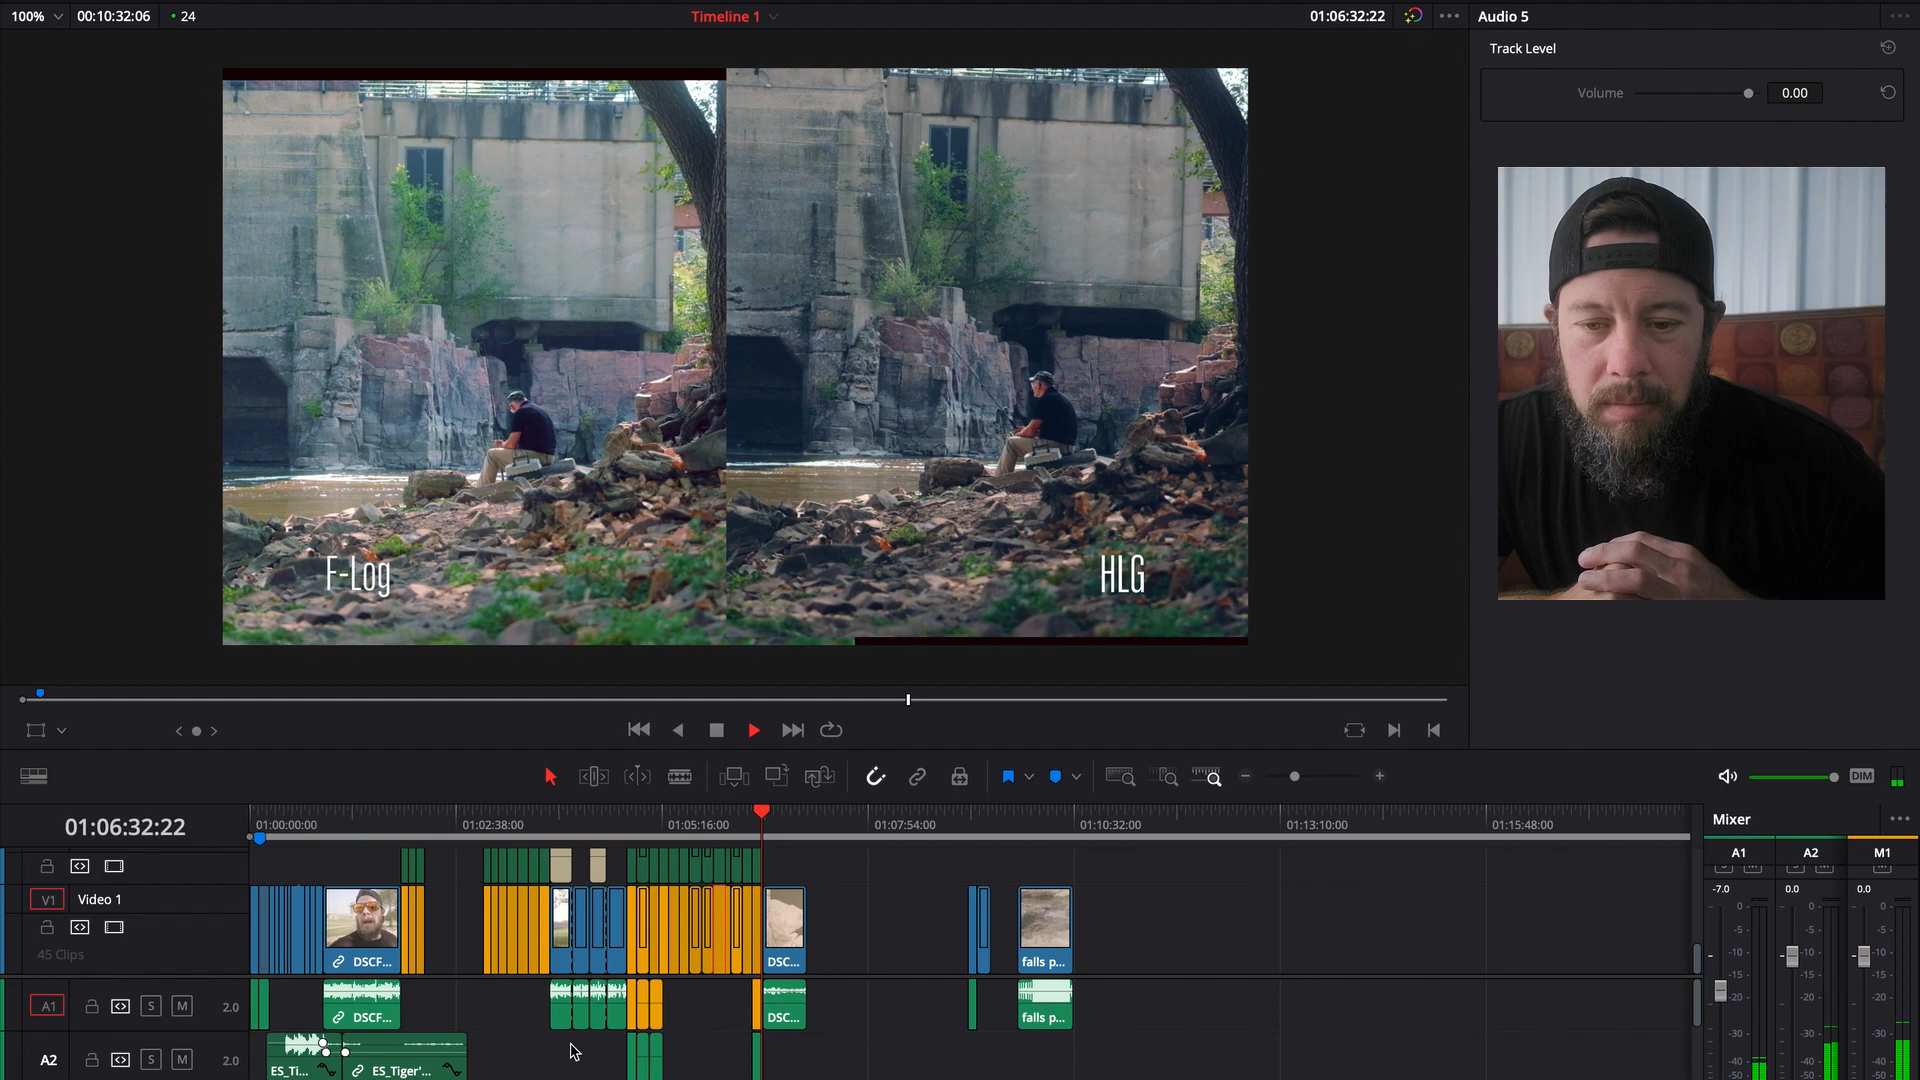 100%
00:10:32:06
24
Timeline 1
01:06:32:22
Audio 5
Track Level
Volume
0.00
F-Log
HLG
DIM
01:06:32:22
01:00:00:00
01:02:38:00
01:05:16:00
01:07:54:00
01:10:32:00
01:13:10:00
01:15:48:00
Mixer
A1
A2
M1
-7.0
0.0
0.0
V1
Video 1
45 Clips
DSCF...
DSC...
falls p...
A1
S
M
2.0
DSCF...
DSC...
falls p...
A2
S
M
2.0
ES_Ti...
ES_Tiger'...
0
-5
-10
-15
-20
-30
-40
-50
0
-5
-10
-15
-20
-30
-40
-50
0
-5
-10
-15
-20
-30
-40
-50